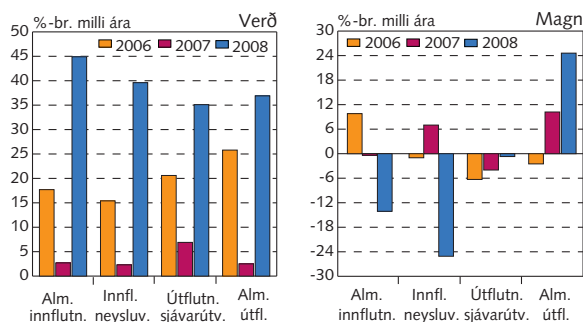 %-br. milli ára
Verð
2006 2007 2008
50
45
40
35
30
25
20
15
10
5
0
Alm. innflutn.
Innfl. neysluv.
Útflutn. sjávarútv.
Alm. útfl.
%-br. milli ára
Magn
2006 2007 2008
30
24
18
12
6
0
-6
-12
-18
-24
-30
Alm. innflutn.
Innfl. neysluv.
Útflutn. sjávarútv.
Alm. útfl.